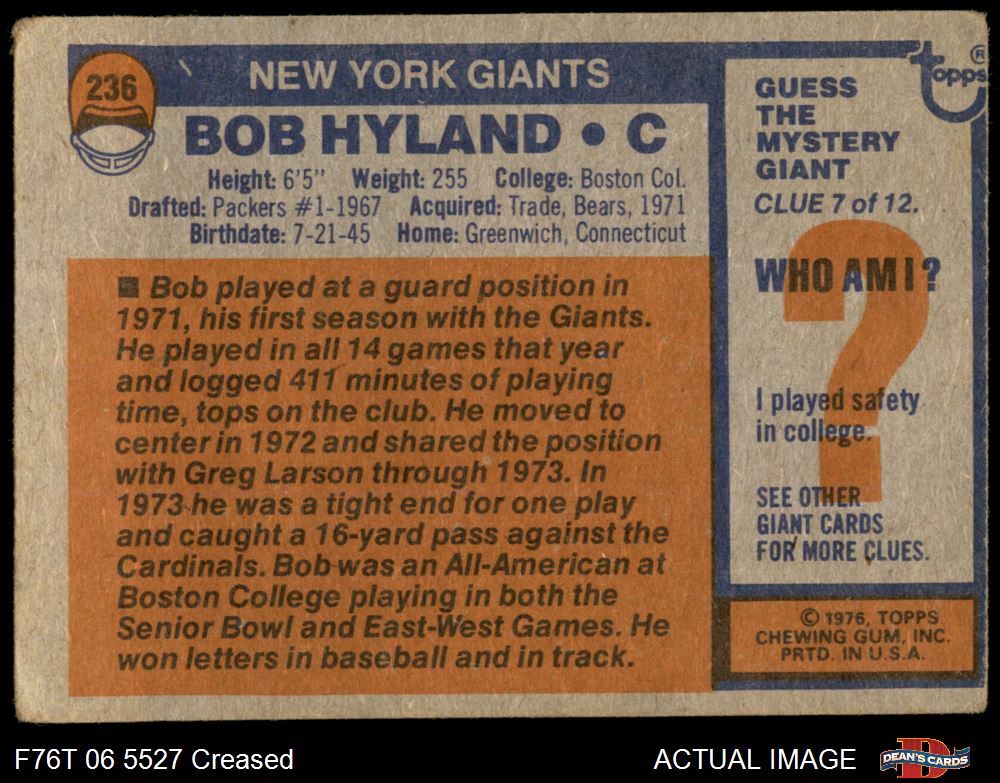 236
NEW YORK GIANTS
BOB HYLAND • C
Height: 6'5" Weight: 255 College: Boston Col.
Drafted: Packers #1-1967 Acquired: Trade, Bears, 1971
Birthdate: 7-21-45 Home: Greenwich, Connecticut
■ Bob played at a guard position in
1971, his first season with the Giants.
He played in all 14 games that year
and logged 411 minutes of playing
time, tops on the club. He moved to
center in 1972 and shared the position
with Greg Larson through 1973. In
1973 he was a tight end for one play
and caught a 16-yard pass against the
Cardinals. Bob was an All-American at
Boston College playing in both the
Senior Bowl and East-West Games. He
won letters in baseball and in track.
topps ®
GUESS
THE
MYSTERY
GIANT
CLUE 7 of 12.
WHO AM I?
?
I played safety
in college.
SEE OTHER
GIANT CARDS
FOR MORE CLUES.
© 1976, TOPPS
CHEWING GUM, INC.
PRTD. IN U.S.A.
F76T 06 5527 Creased
ACTUAL IMAGE
D
DEAN'S CARDS